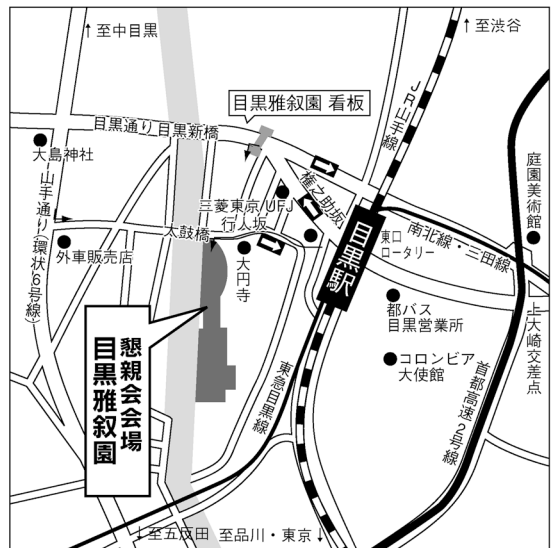 ↑至中目黒
↑至渋谷
JR山手線
目黒雅叙園 看板
目黒通り
目黒新橋
大島神社
山手通り(環状6号線)
権之助坂
三菱東京UFJ
行人坂
太鼓橋
外車販売店
大円寺
目黒駅
東口
ロータリー
南北線・三田線
庭園美術館
都バス
目黒営業所
上大崎交差点
コロンビア
大使館
首都高速2号線
東急目黒線
懇親会会場
目黒雅叙園
↓至五反田
至品川・東京↓